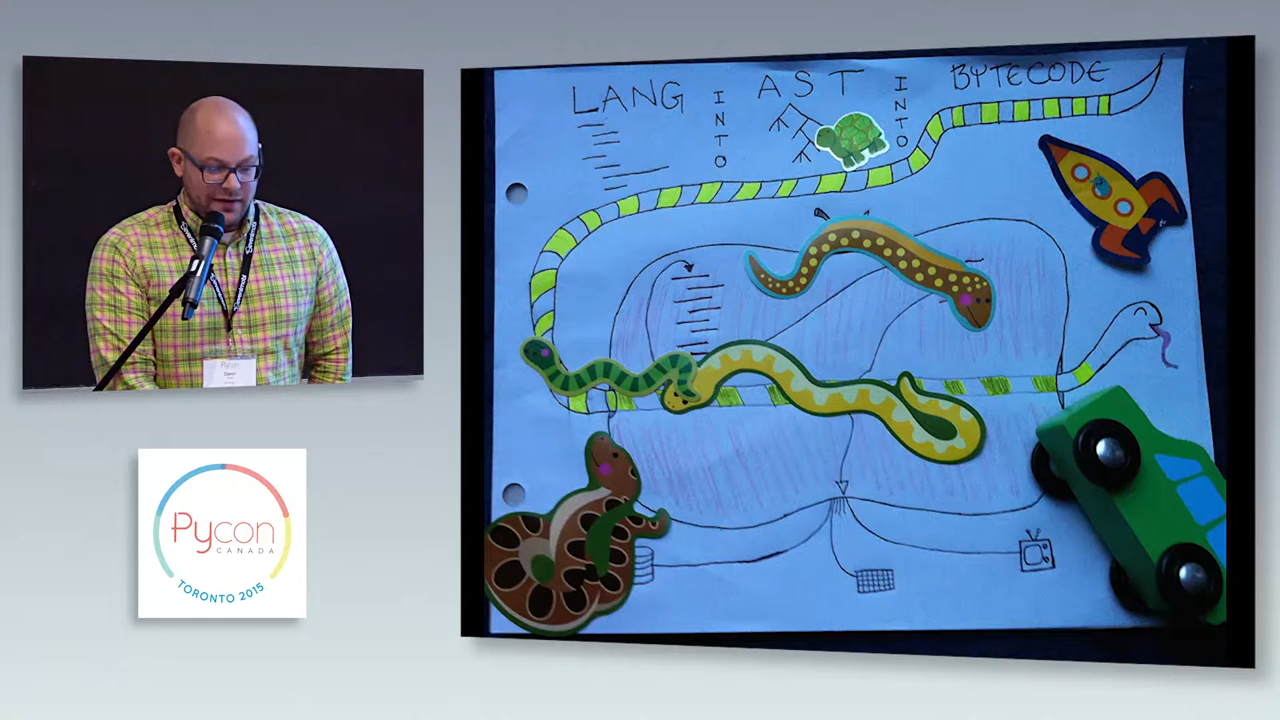 LANG
INTO
AST
INTO
BYTECODE
Pycon
CANADA
TORONTO 2015